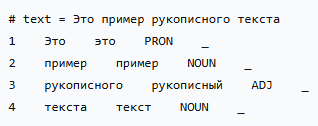 # text = Это пример рукописного текста
1 Это это PRON _
2 пример пример NOUN _
3 рукописного рукописный ADJ _
4 текста текст NOUN _